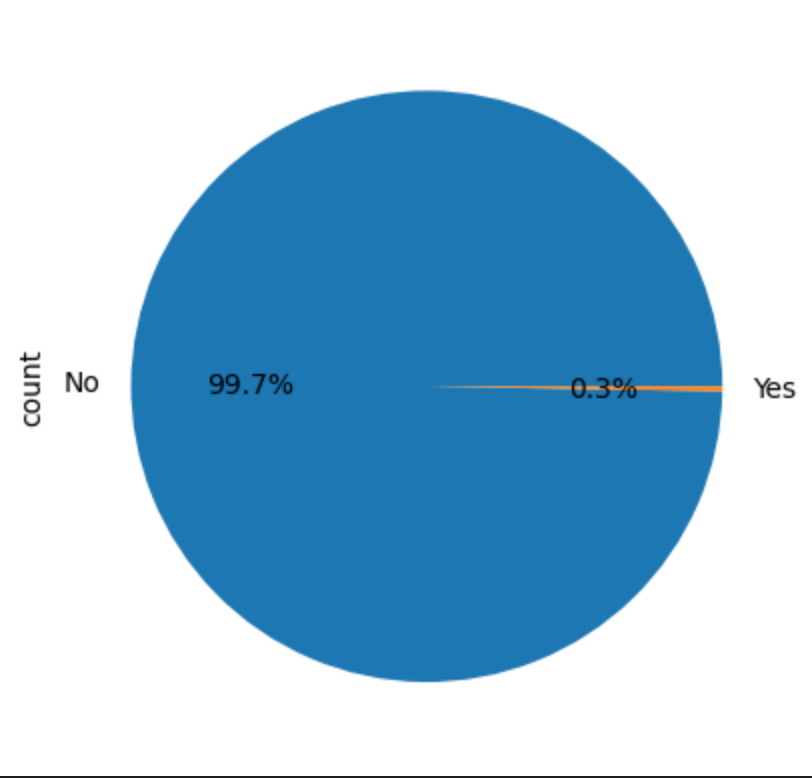 count
No
99.7%
0.3%
Yes